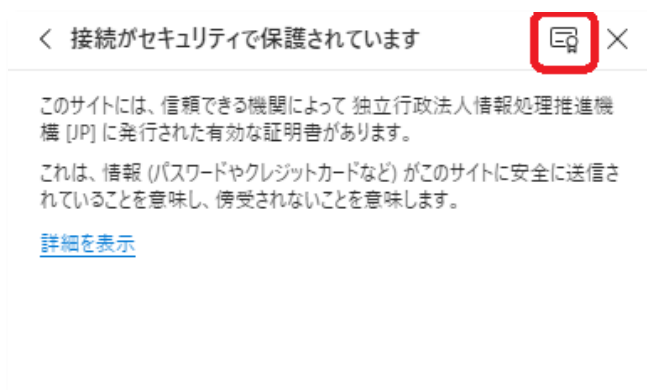 接続がセキュリティで保護されています
このサイトには、信頼できる機関によって 独立行政法人情報処理推進機
構 [JP] に発行された有効な証明書があります。
これは、情報 (パスワードやクレジットカードなど) がこのサイトに安全に送信さ
れていることを意味し、傍受されないことを意味します。
詳細を表示